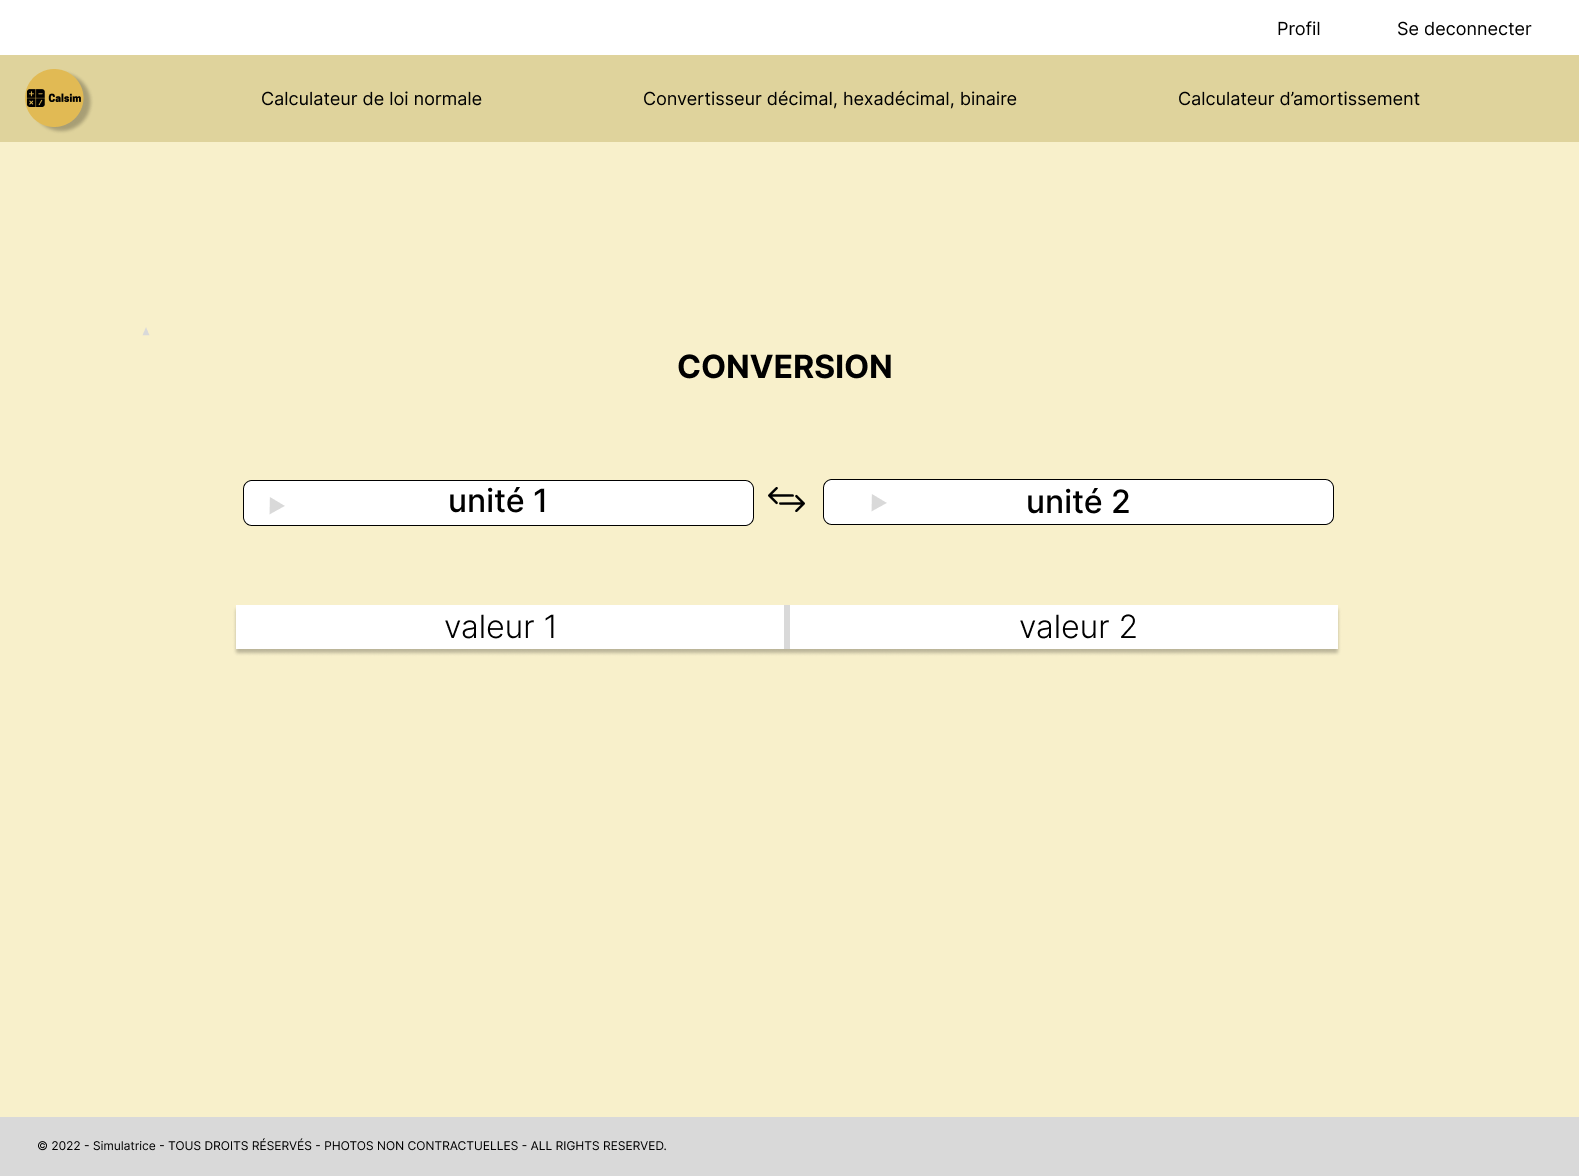 Profil Se deconnecter
Calsim Calculateur de loi normale Convertisseur décimal, hexadécimal, binaire Calculateur d’amortissement
CONVERSION
unité 1 unité 2
valeur 1 valeur 2
© 2022 - Simulatrice - TOUS DROITS RÉSERVÉS - PHOTOS NON CONTRACTUELLES - ALL RIGHTS RESERVED.